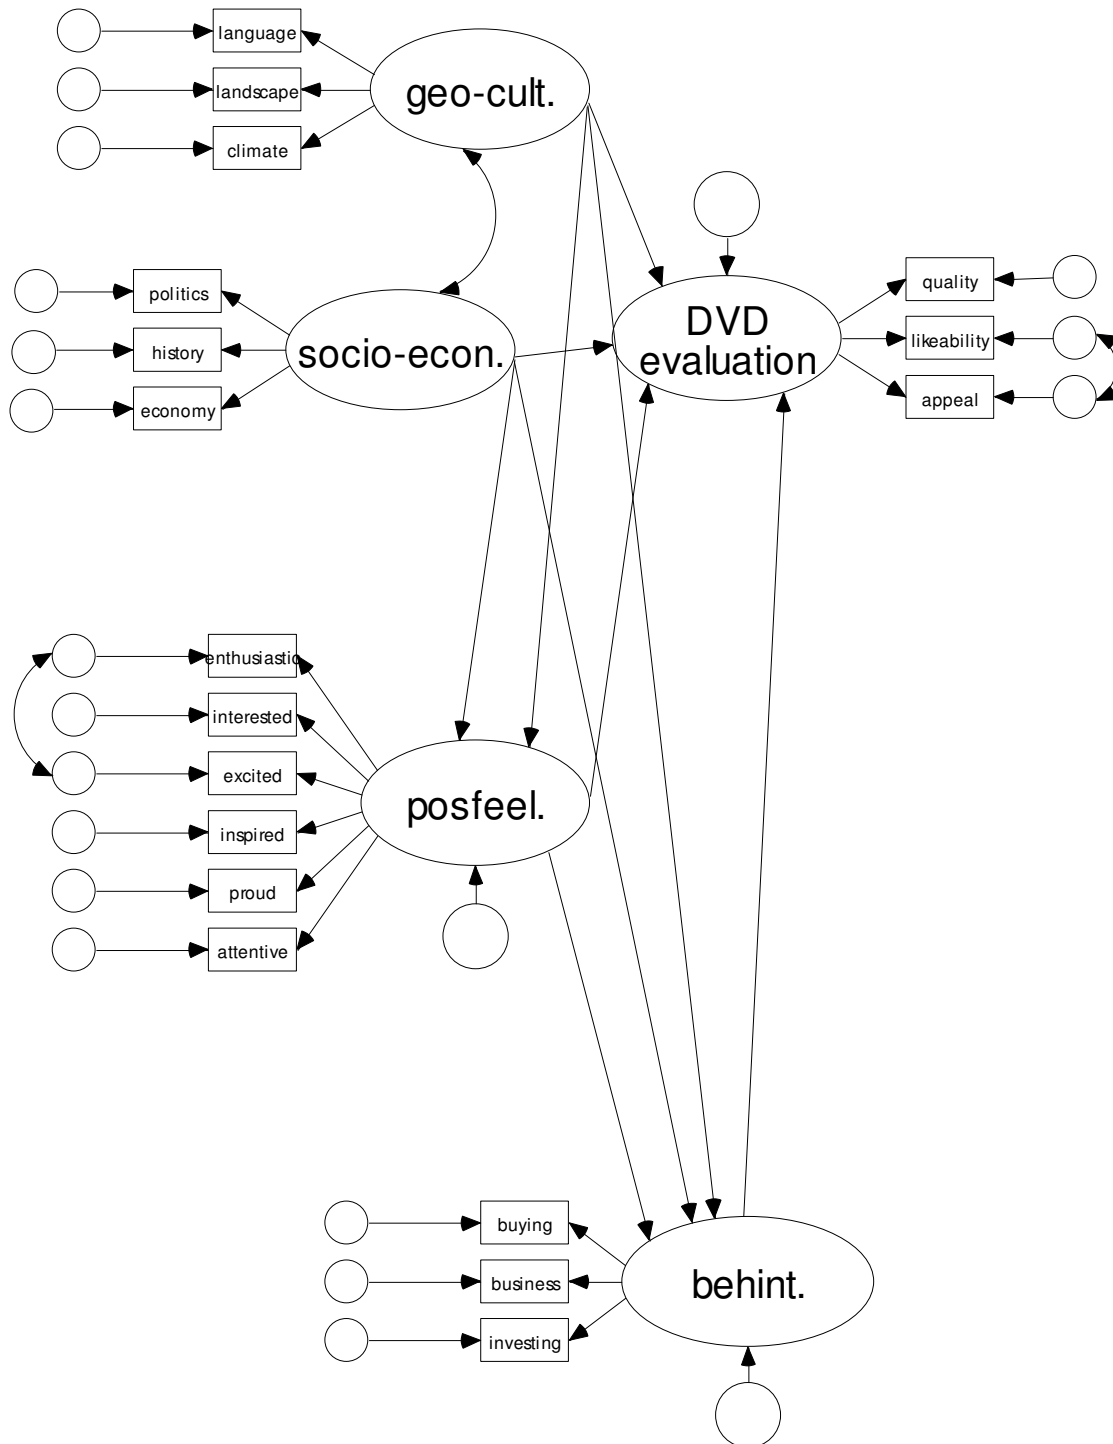 language
landscape
climate
geo-cult.
politics
history
economy
socio-econ.
DVD
evaluation
quality
likeability
appeal
enthusiastic
interested
excited
inspired
proud
attentive
posfeel.
buying
business
investing
behint.